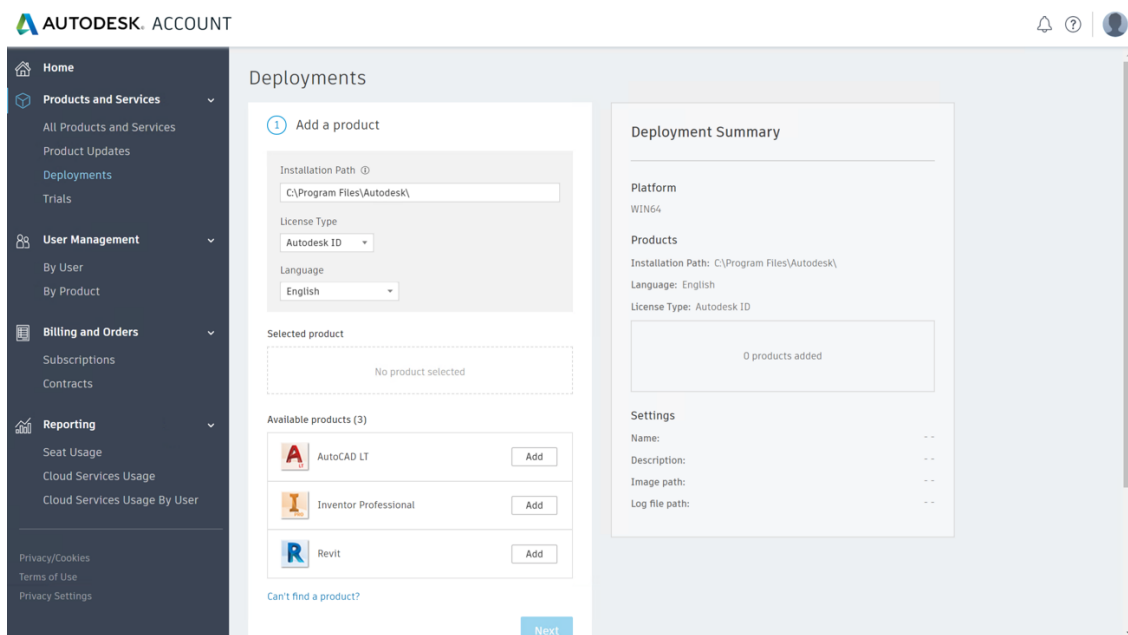 AUTODESK. ACCOUNT
Home
Products and Services
All Products and Services
Product Updates
Deployments
Trials
User Management
By User
By Product
Billing and Orders
Subscriptions
Contracts
Reporting
Seat Usage
Cloud Services Usage
Cloud Services Usage By User
Privacy/Cookies
Terms of Use
Privacy Settings
Deployments
1 Add a product
Installation Path
C:\Program Files\Autodesk\
License Type
Autodesk ID
Language
English
Selected product
No product selected
Available products (3)
AutoCAD LT Add
Inventor Professional Add
Revit Add
Can't find a product?
Next
Deployment Summary
Platform
WIN64
Products
Installation Path: C:\Program Files\Autodesk\
Language: English
License Type: Autodesk ID
0 products added
Settings
Name: - -
Description: - -
Image path: - -
Log file path: - -